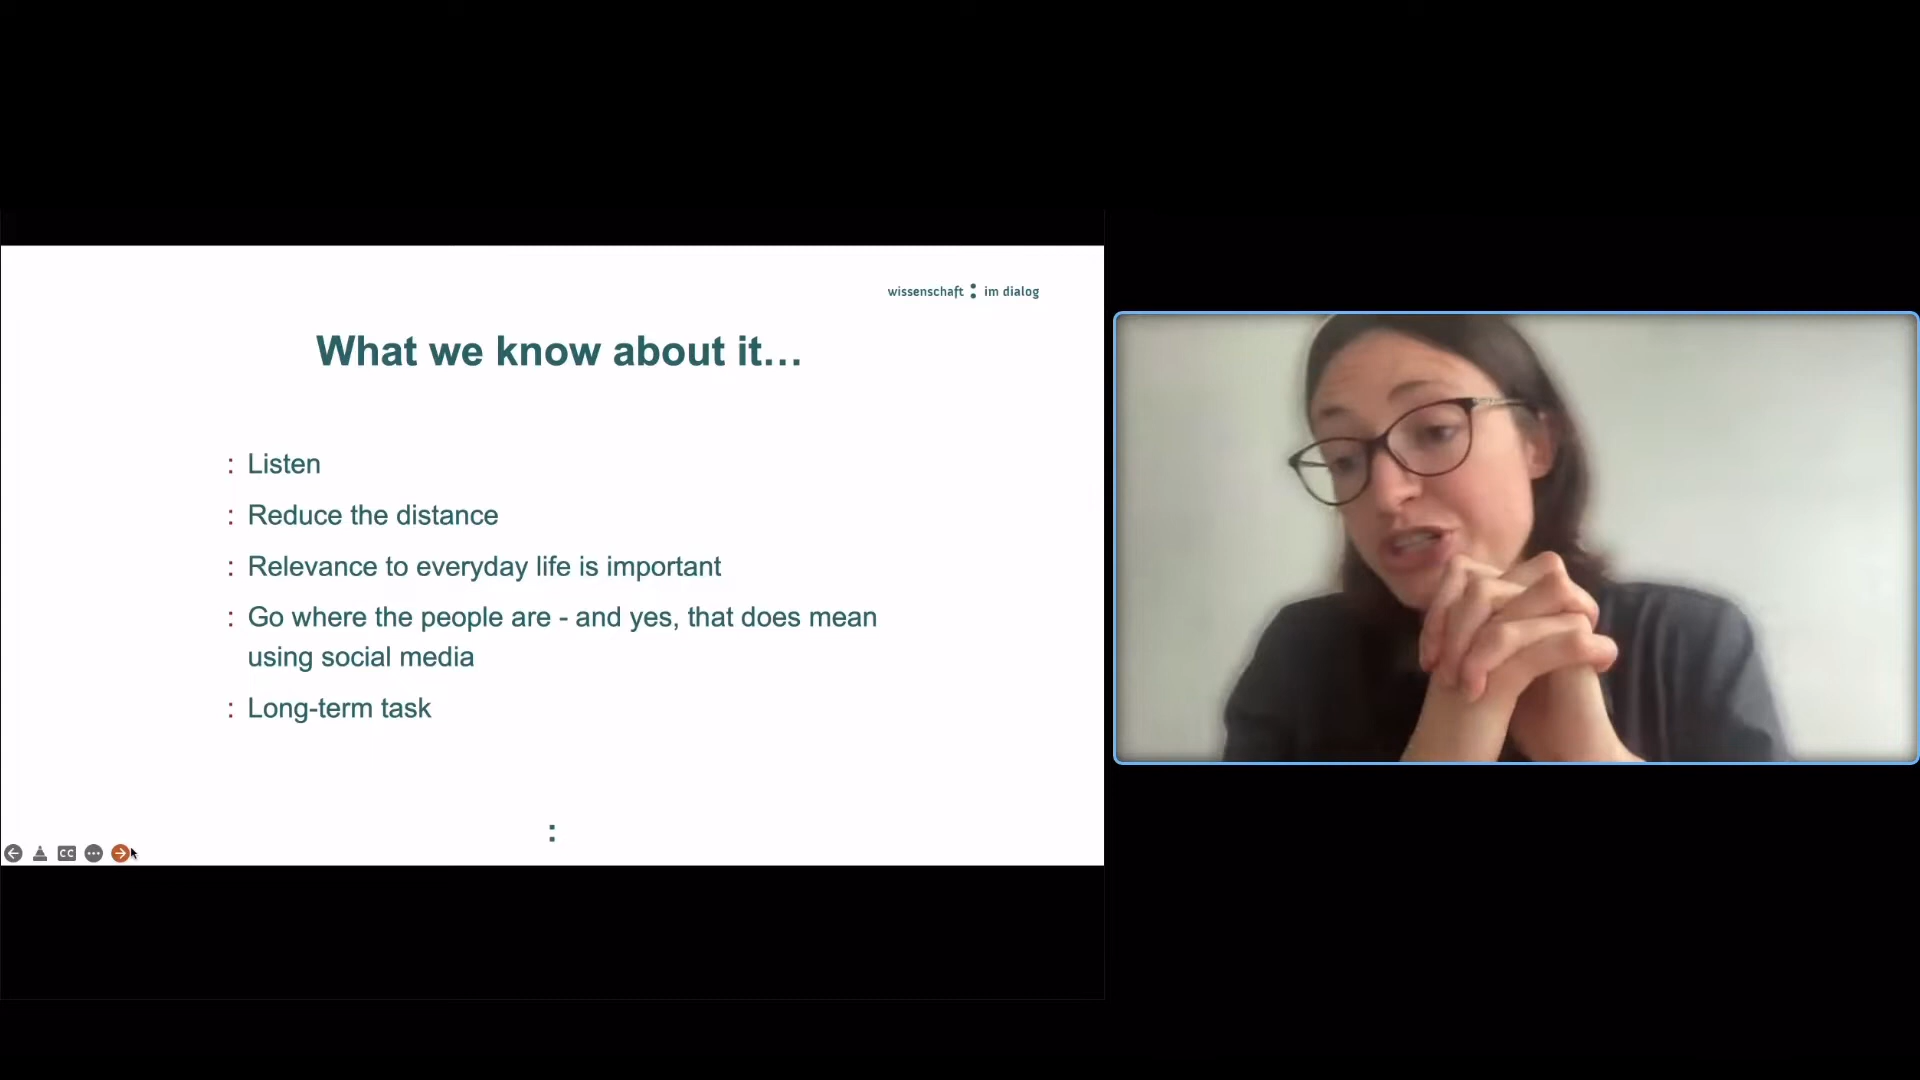 wissenschaft : im dialog
What we know about it…
: Listen
: Reduce the distance
: Relevance to everyday life is important
: Go where the people are - and yes, that does mean
using social media
: Long-term task
:
CC